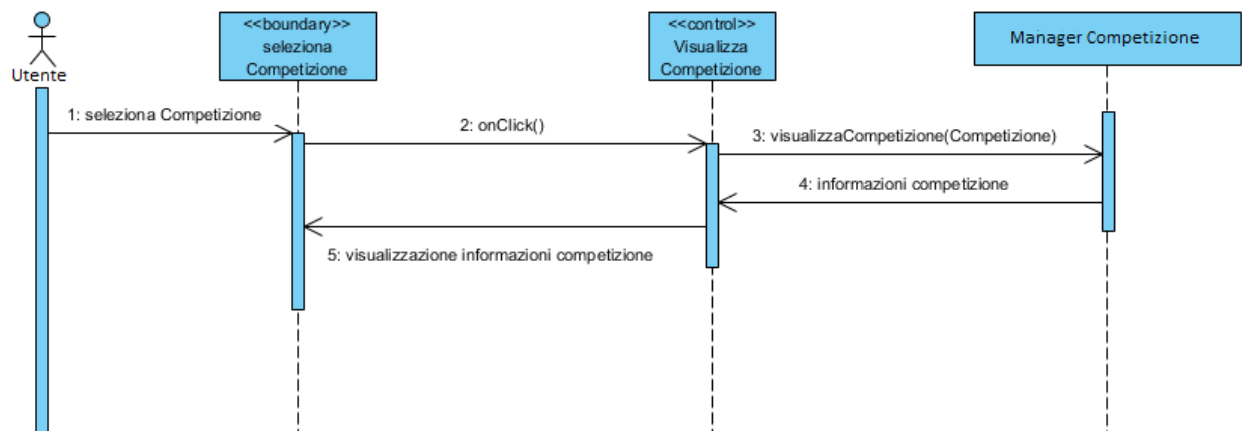 Utente
<<boundary>>
seleziona
Competizione
<<control>>
Visualizza
Competizione
Manager Competizione
1: seleziona Competizione
2: onClick()
3: visualizzaCompetizione(Competizione)
4: informazioni competizione
5: visualizzazione informazioni competizione